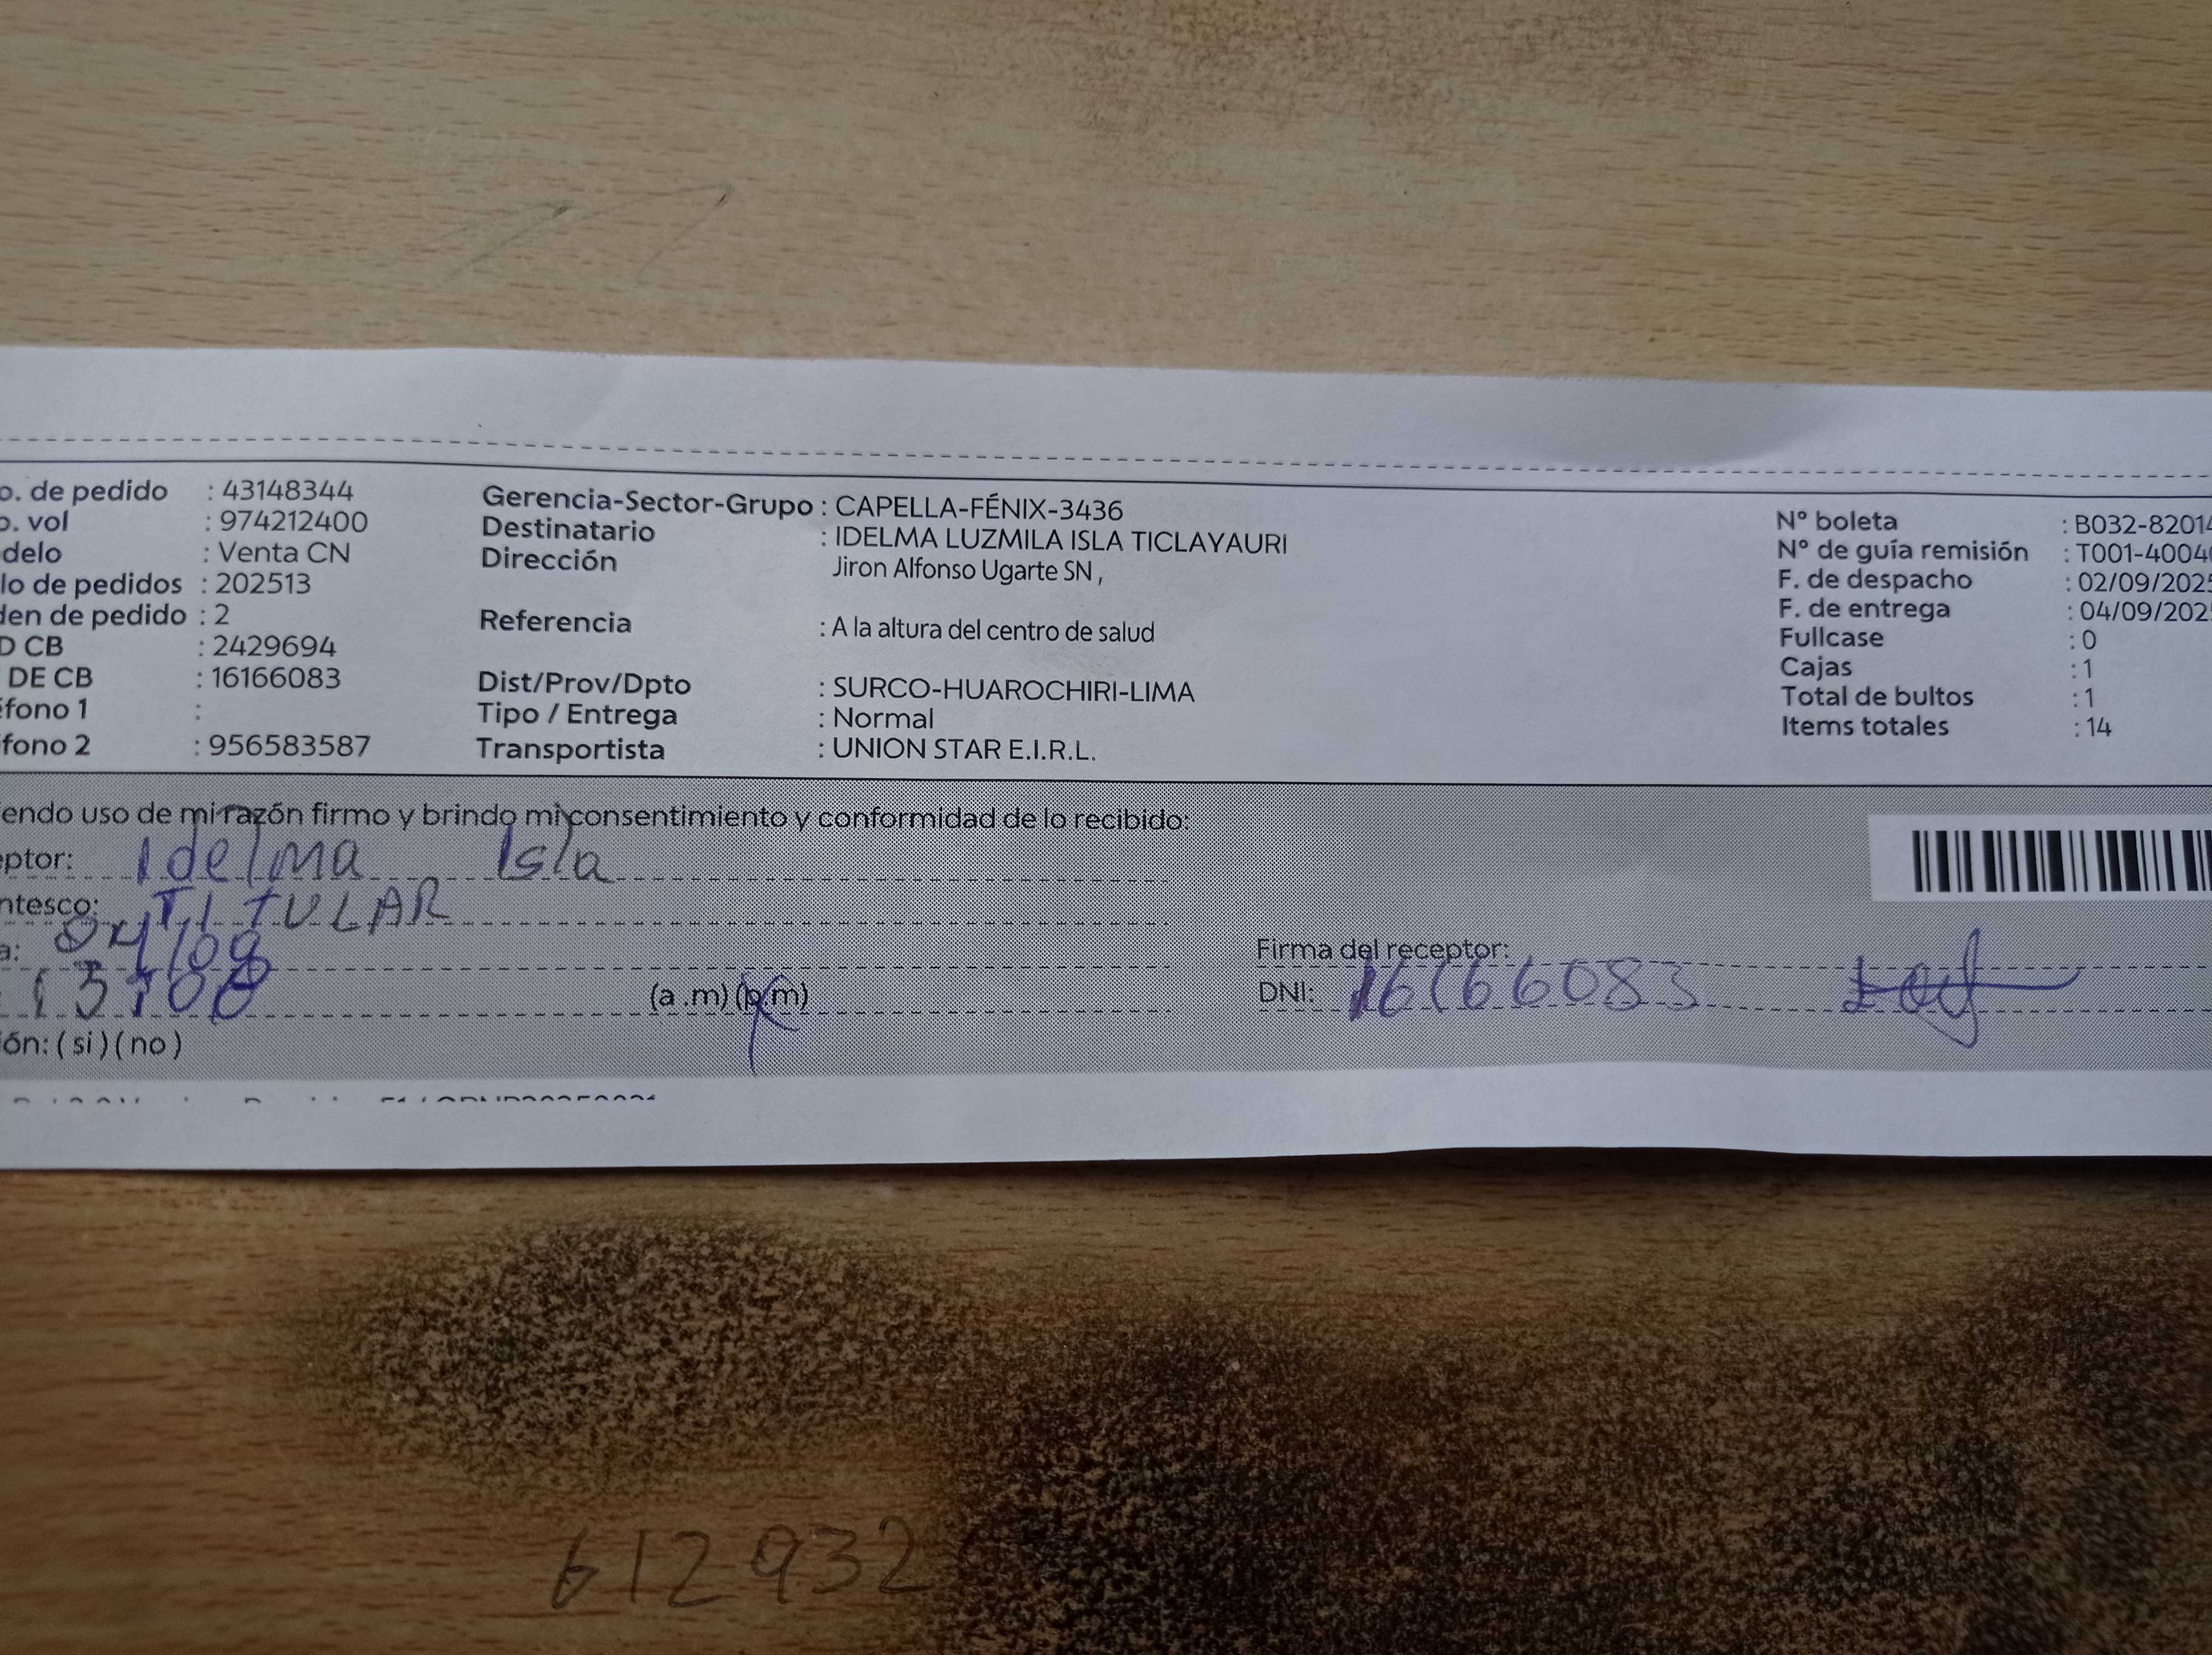 o. de pedido : 43148344
o. vol : 974212400
delo : Venta CN
lo de pedidos : 202513
den de pedido : 2
D CB : 2429694
DE CB : 16166083
éfono 1 :
fono 2 : 956583587
Gerencia-Sector-Grupo : CAPELLA-FÉNIX-3436
Destinatario : IDELMA LUZMILA ISLA TICLAYAURI
Dirección Jiron Alfonso Ugarte SN ,
Referencia : A la altura del centro de salud
Dist/Prov/Dpto : SURCO-HUAROCHIRI-LIMA
Tipo / Entrega : Normal
Transportista : UNION STAR E.I.R.L.
N° boleta : B032-82014
N° de guía remisión : T001-4004
F. de despacho : 02/09/2025
F. de entrega : 04/09/202
Fullcase : 0
Cajas : 1
Total de bultos : 1
Items totales : 14
endo uso de mi razón firmo y brindo mi consentimiento y conformidad de lo recibido:
eptor: Idelma Isla
ntesco: TITULAR
a: 04/09
(a .m) (p.m)
Firma del receptor:
DNI: 16166083
ón: ( si ) ( no )
612932